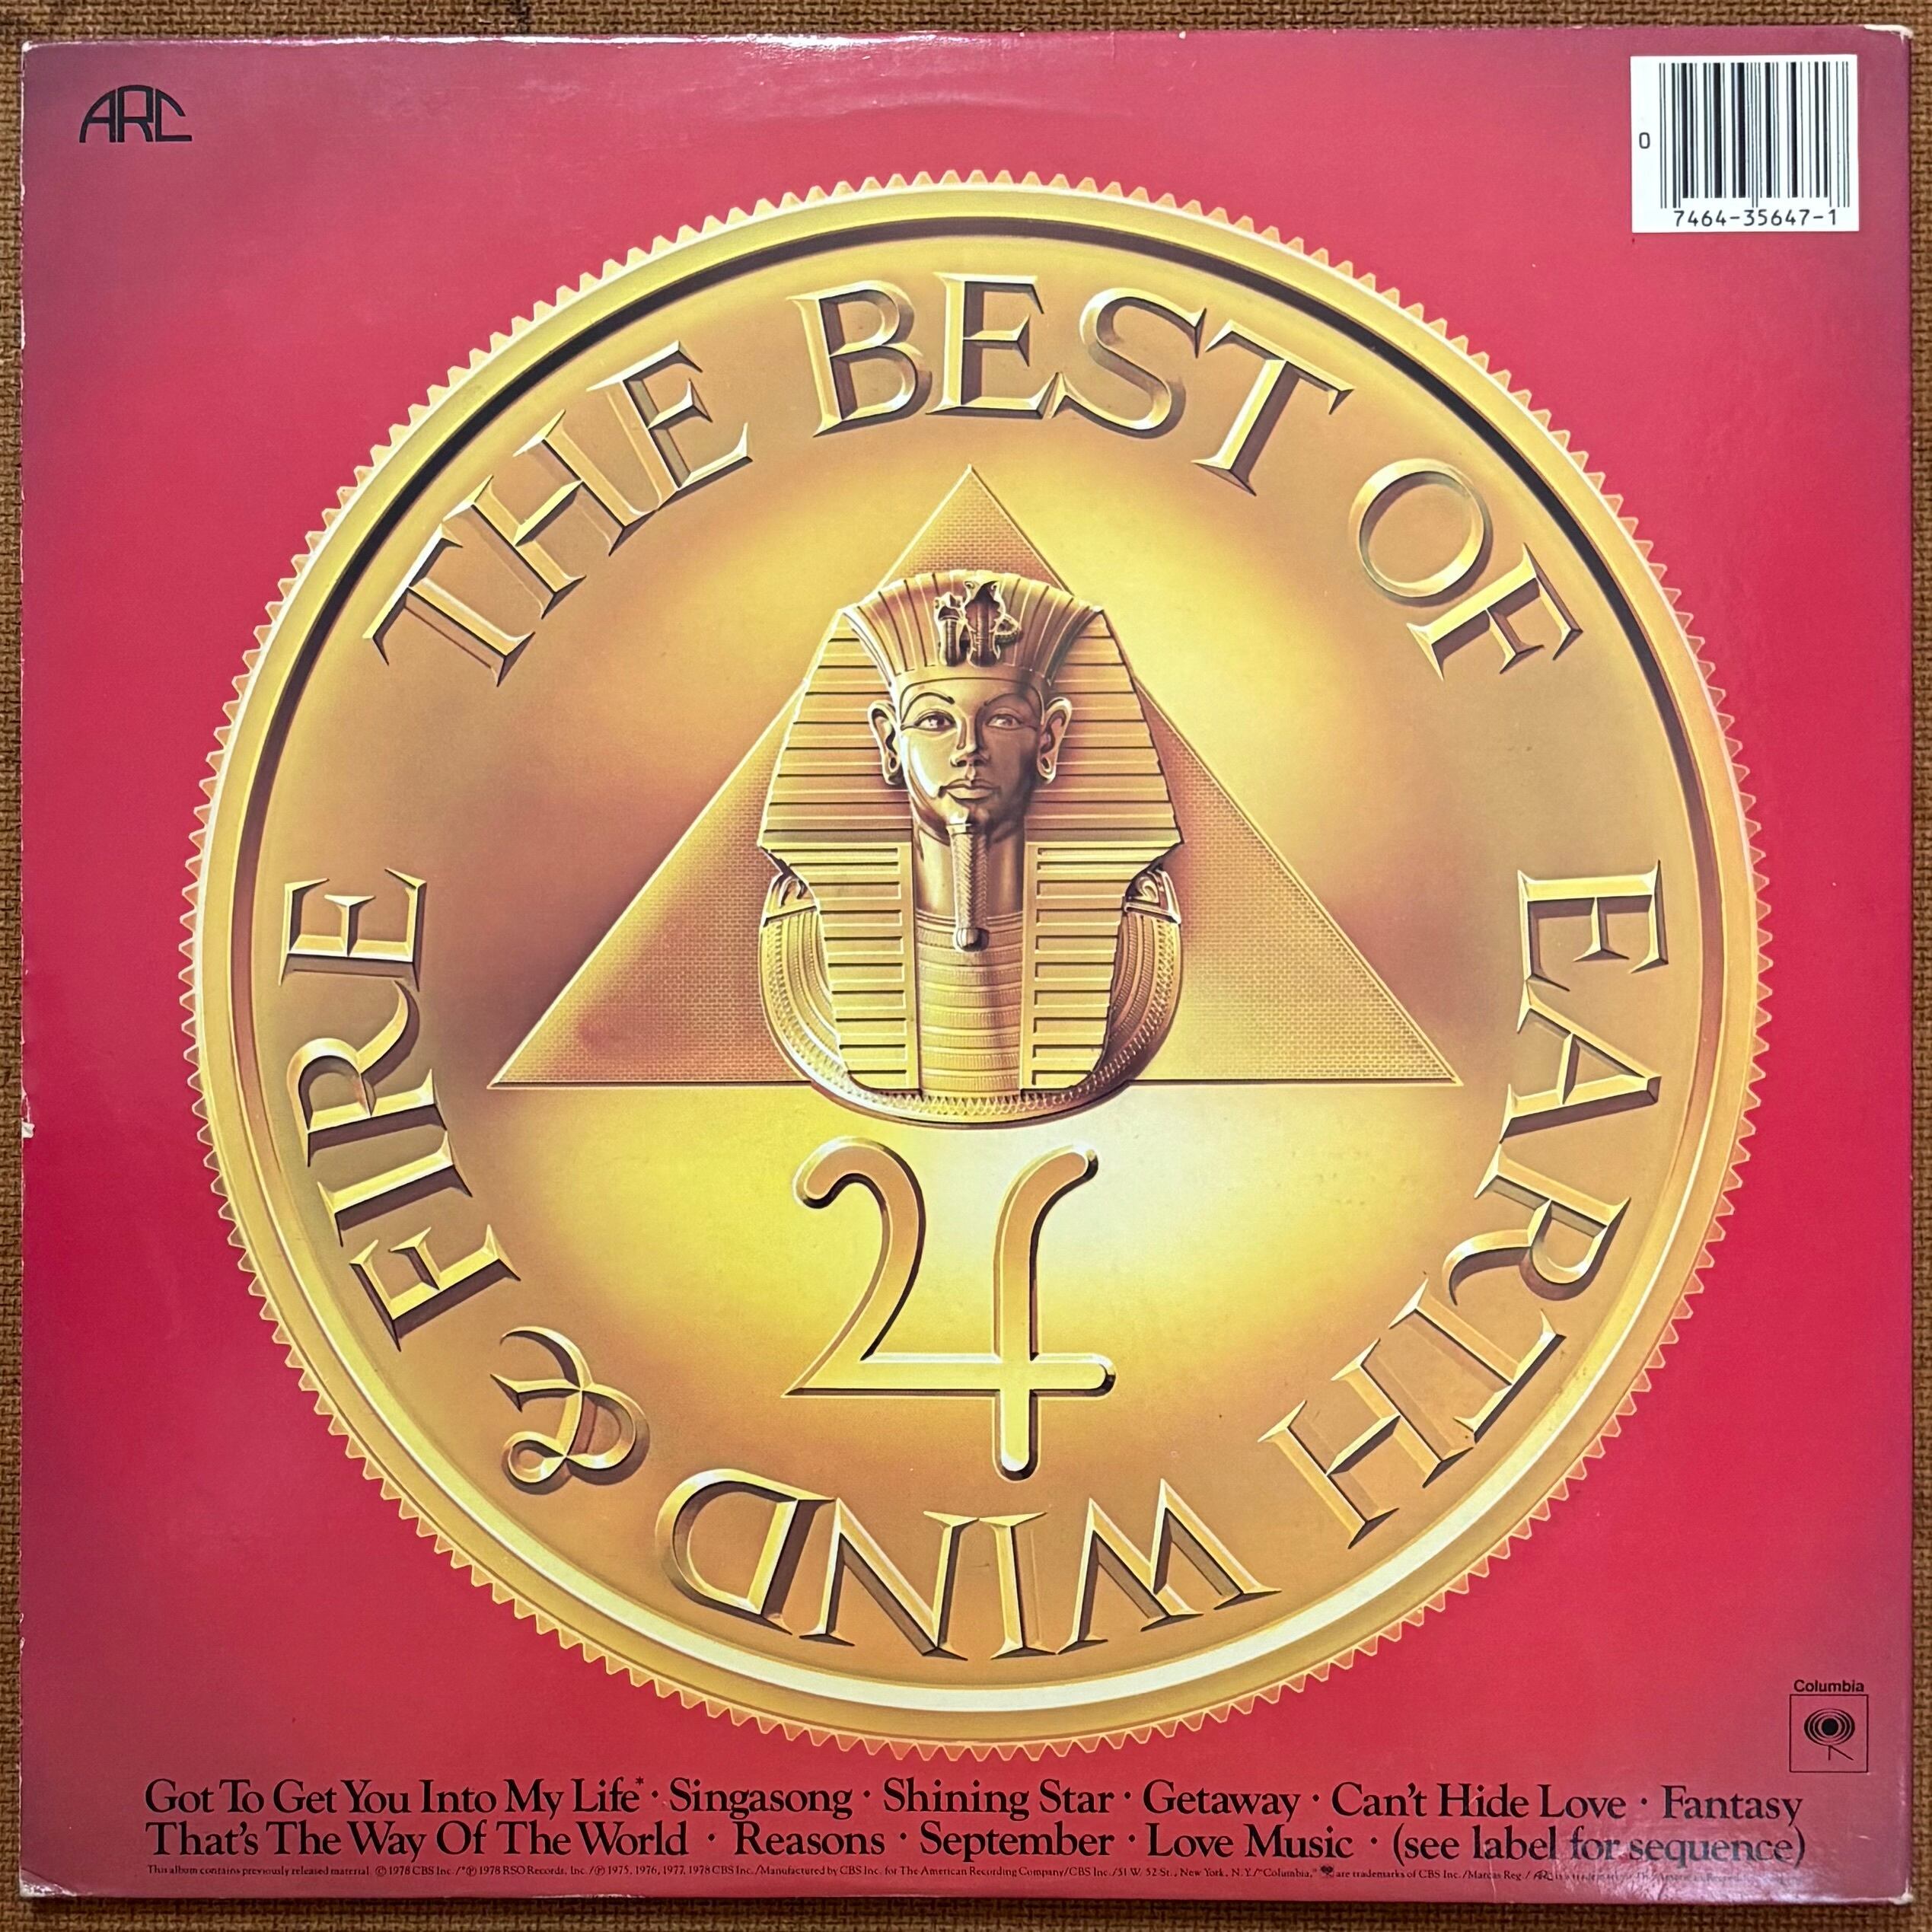 ARC
0
7464-35647-1
THE BEST OF EARTH WIND & FIRE
Columbia
Got To Get You Into My Life* · Singasong · Shining Star · Getaway · Can't Hide Love · Fantasy
That's The Way Of The World · Reasons · September · Love Music · (see label for sequence)
This album contains previously released material. © 1978 CBS Inc./*℗ 1978 RSO Records, Inc./℗ 1975, 1976, 1977, 1978 CBS Inc./Manufactured by CBS Inc. for The American Recording Company/CBS Inc./51 W. 52 St., New York, N.Y./"Columbia," are trademarks of CBS Inc./Marcas Reg./ ARC is a